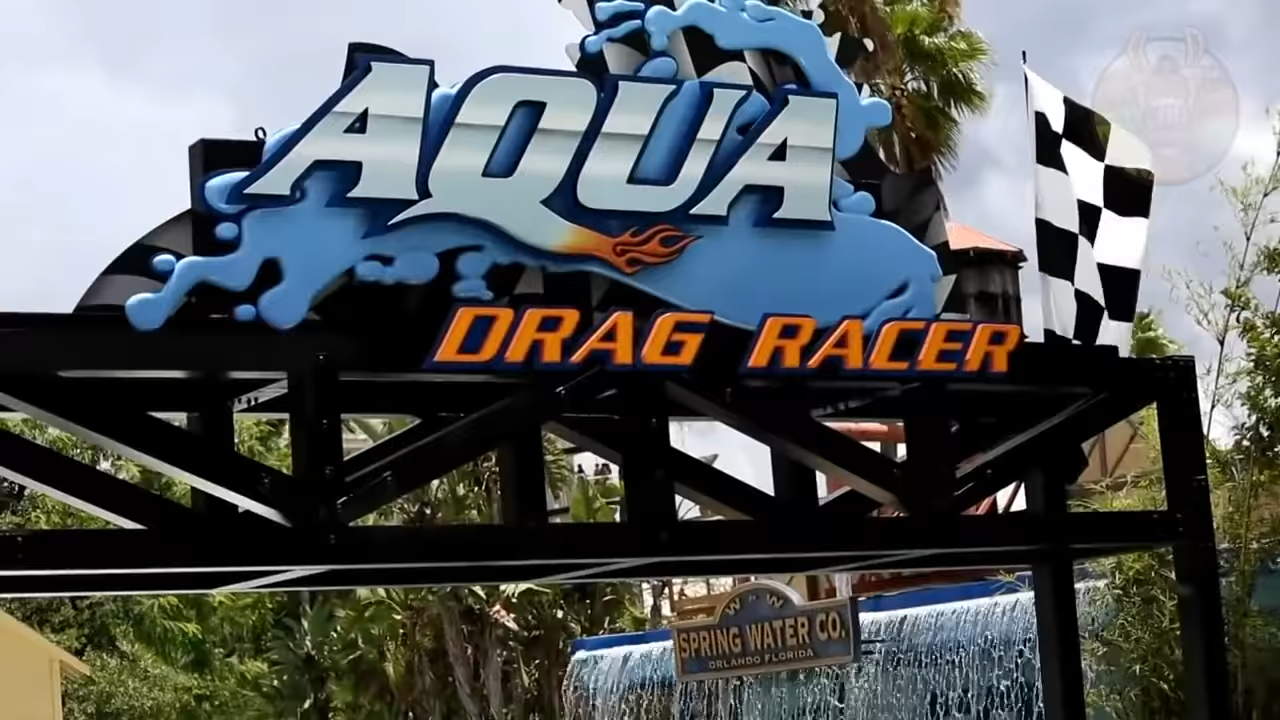 AQUA
DRAG RACER
W W W
SPRING WATER CO.
ORLANDO FLORIDA